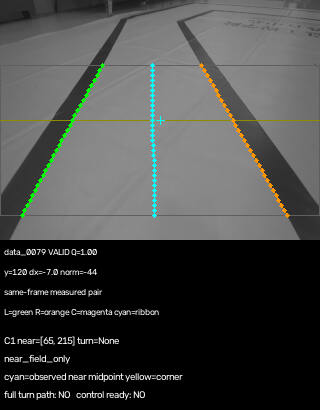 data_0079 VALID Q=1.00
y=120 dx=-7.0 norm=-44
same-frame measured pair
L=green R=orange C=magenta cyan=ribbon
C1 near=[65, 215] turn=None
near_field_only
cyan=observed near midpoint yellow=corner
full turn path: NO control ready: NO